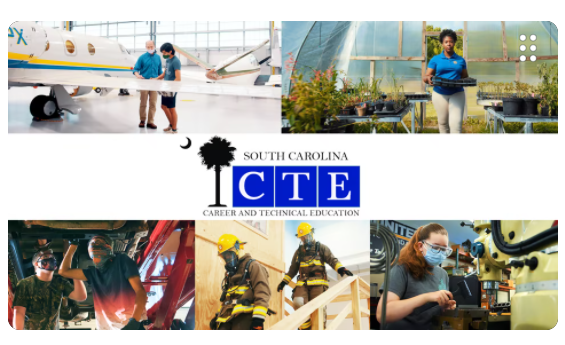 SOUTH CAROLINA
CTE
CAREER AND TECHNICAL EDUCATION